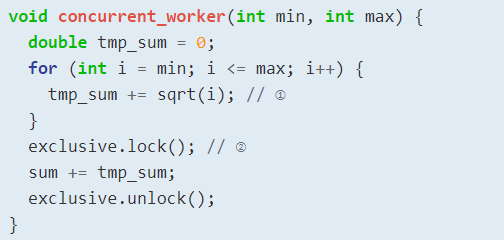 void concurrent_worker(int min, int max) {
  double tmp_sum = 0;
  for (int i = min; i <= max; i++) {
    tmp_sum += sqrt(i); // ①
  }
  exclusive.lock(); // ②
  sum += tmp_sum;
  exclusive.unlock();
}